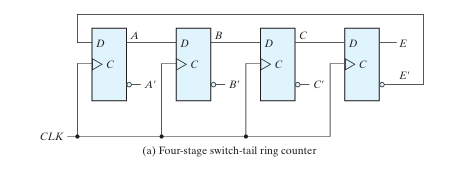 A B C
D D D D E
C C C C
E'
A' B' C'
CLK
(a) Four-stage switch-tail ring counter